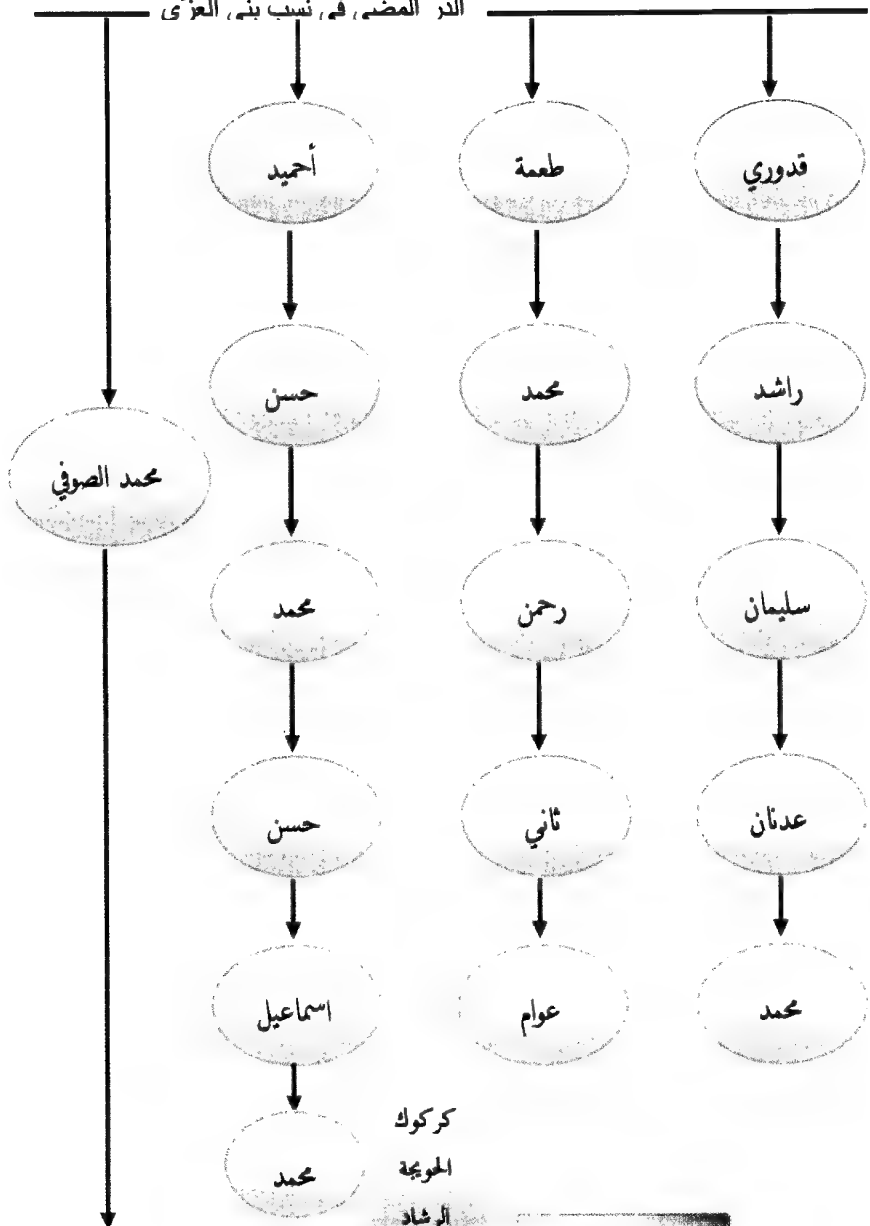 الدر المضي في نسب بني العزي
قدوري
طعمة
أحميد
راشد
محمد
حسن
محمد الصوفي
سليمان
رحمن
محمد
عدنان
ثاني
حسن
محمد
عوام
اسماعيل
كركوك
الحويجة
الرشاد
محمد